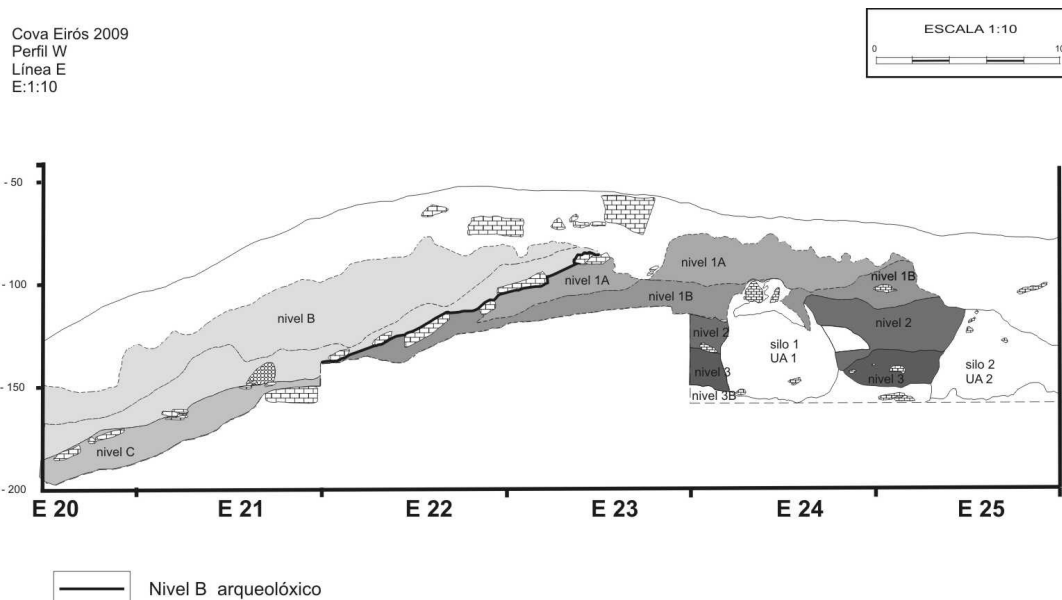 Cova Eirós 2009
Perfil W
Línea E
E:1:10
ESCALA 1:10
0 10
- 50
- 100
- 150
- 200
nivel B
nivel C
nivel 1A
nivel 1B
nivel 1A
nivel 1B
nivel 2
nivel 3
nivel 3B
silo 1
UA 1
nivel 2
nivel 3
silo 2
UA 2
E 20 E 21 E 22 E 23 E 24 E 25
Nivel B arqueolóxico